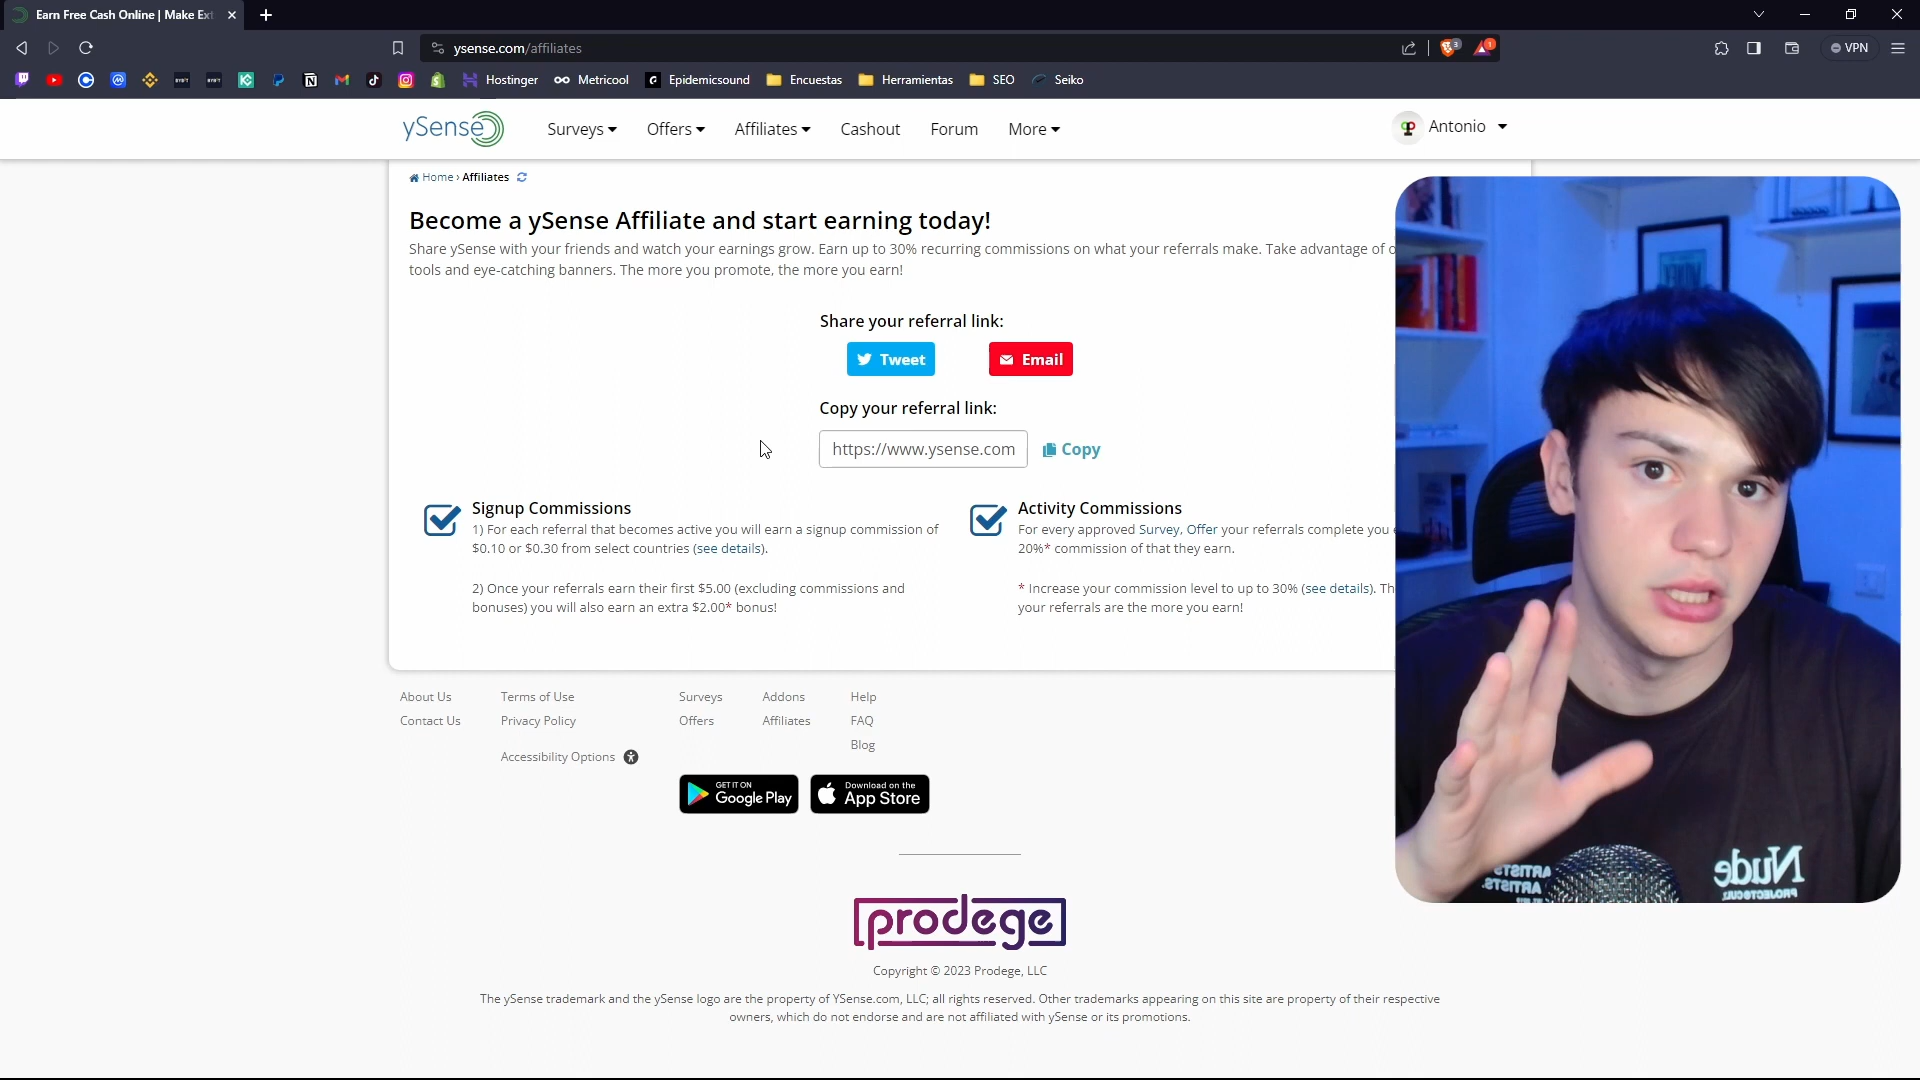 Earn Free Cash Online | Make Ext
ysense.com/affiliates
3
1
VPN
Hostinger
Metricool
Epidemicsound
Encuestas
Herramientas
SEO
Seiko
ySense
Surveys
Offers
Affiliates
Cashout
Forum
More
Antonio
Home › Affiliates
Become a ySense Affiliate and start earning today!
Share ySense with your friends and watch your earnings grow. Earn up to 30% recurring commissions on what your referrals make. Take advantage of o
tools and eye-catching banners. The more you promote, the more you earn!
Share your referral link:
Tweet
Email
Copy your referral link:
https://www.ysense.com
Copy
Signup Commissions
1) For each referral that becomes active you will earn a signup commission of
$0.10 or $0.30 from select countries (see details).
2) Once your referrals earn their first $5.00 (excluding commissions and
bonuses) you will also earn an extra $2.00* bonus!
Activity Commissions
For every approved Survey, Offer your referrals complete you e
20%* commission of that they earn.
* Increase your commission level to up to 30% (see details). Th
your referrals are the more you earn!
About Us
Terms of Use
Surveys
Addons
Help
Contact Us
Privacy Policy
Offers
Affiliates
FAQ
Blog
Accessibility Options
GET IT ON
Google Play
Download on the
App Store
Nude
PROJECT
ARTISTS
ARTISTS.
prodege
Copyright © 2023 Prodege, LLC
The ySense trademark and the ySense logo are the property of YSense.com, LLC; all rights reserved. Other trademarks appearing on this site are property of their respective
owners, which do not endorse and are not affiliated with ySense or its promotions.